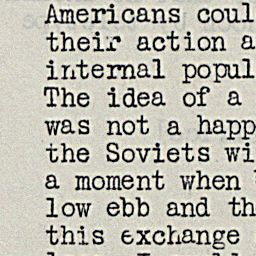 Americans coul
their action a
internal popul
The idea of a
was not a happ
the Soviets wi
a moment when
low ebb and th
this exchange